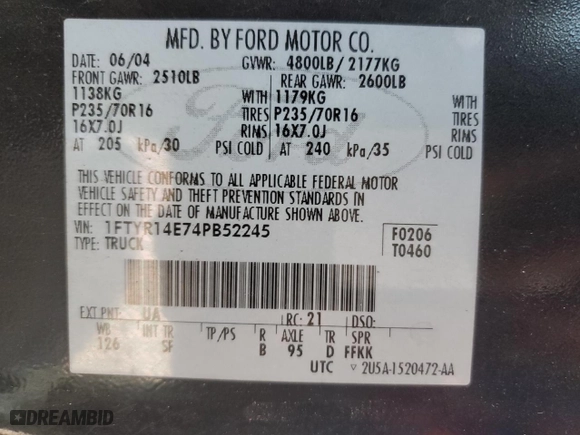 MFD. BY FORD MOTOR CO.
DATE: 06/04 GVWR: 4800LB/ 2177KG
FRONT GAWR: 2510LB REAR GAWR: 2600LB
1138KG WITH 1179KG WITH
P235/70R16 TIRES P235/70R16 TIRES
16X7.0J RIMS 16X7.0J RIMS
AT 205 kPa/30 PSI COLD AT 240 kPa/35 PSI COLD
THIS VEHICLE CONFORMS TO ALL APPLICABLE FEDERAL MOTOR
VEHICLE SAFETY AND THEFT PREVENTION STANDARDS IN
EFFECT ON THE DATE OF MANUFACTURE SHOWN ABOVE.
VIN: 1FTYR14E74PB52245 F0206
TYPE: TRUCK T0460
Ford
EXT PNT: UA RC: 21 DSO:
WB INT TR TP/PS R AXLE TR SPR
126 SF B 95 D FFKK
UTC ▽ 2U5A-1520472-AA
DREAMBID